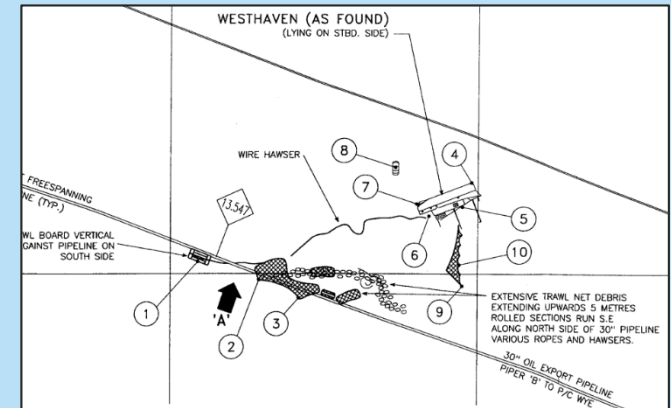 WESTHAVEN (AS FOUND)
(LYING ON STBD. SIDE)
WIRE HAWSER
8
4
7
FREESPANNING
NE (TYP.)
13.547
5
WL BOARD VERTICAL
GAINST PIPELINE ON
SOUTH SIDE
6
10
1
'A'
2
3
9
EXTENSIVE TRAWL NET DEBRIS
EXTENDING UPWARDS 5 METRES
ROLLED SECTIONS RUN S.E
ALONG NORTH SIDE OF 30" PIPELINE
VARIOUS ROPES AND HAWSERS.
30" OIL EXPORT PIPELINE
PIPER 'B' TO P/C WYE